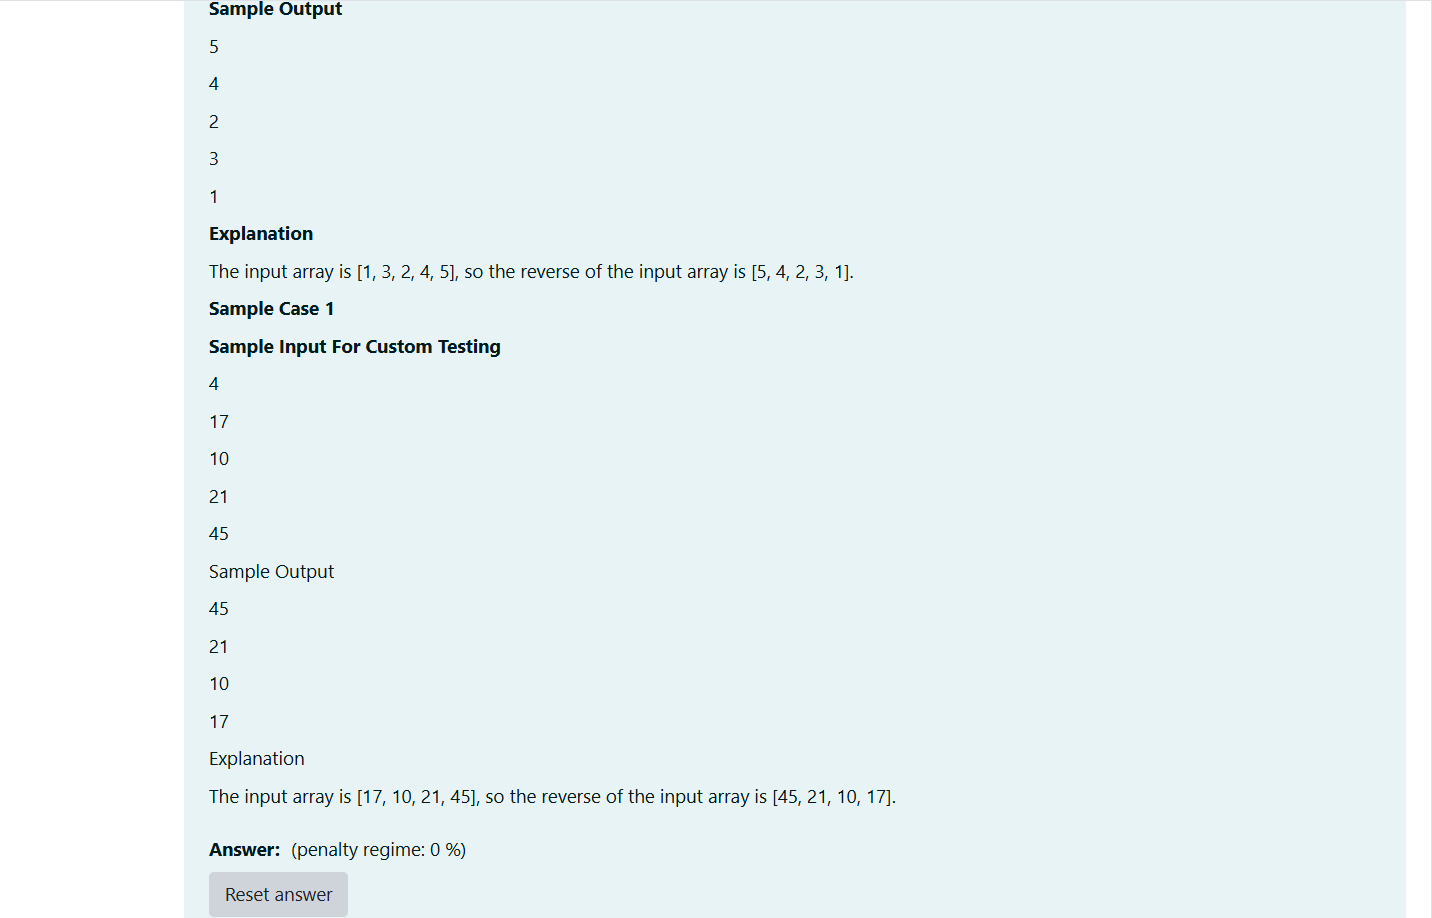 Sample Output
5
4
2
3
1
Explanation
The input array is [1, 3, 2, 4, 5], so the reverse of the input array is [5, 4, 2, 3, 1].
Sample Case 1
Sample Input For Custom Testing
4
17
10
21
45
Sample Output
45
21
10
17
Explanation
The input array is [17, 10, 21, 45], so the reverse of the input array is [45, 21, 10, 17].
Answer: (penalty regime: 0 %)
Reset answer